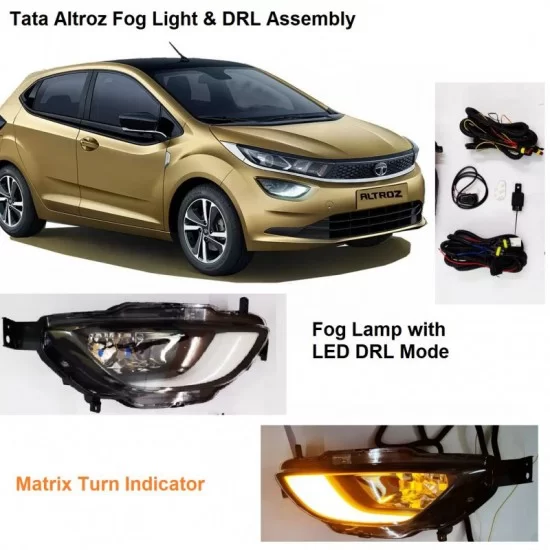 Tata Altroz Fog Light & DRL Assembly
ALTROZ
Fog Lamp with
LED DRL Mode
Matrix Turn Indicator